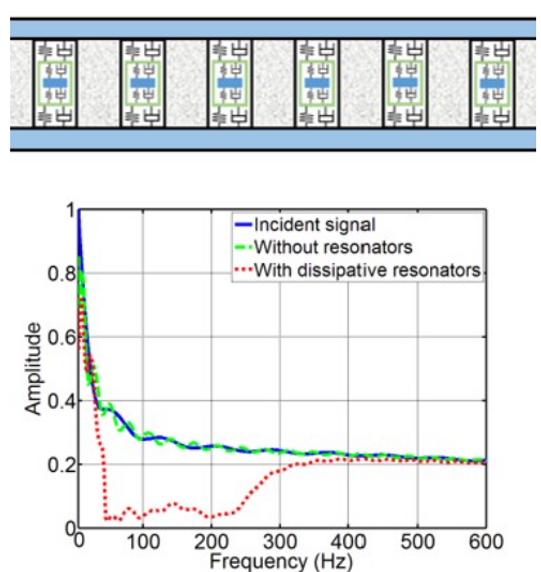 1
Incident signal
Without resonators
With dissipative resonators
0.8
0.6
0.4
0.2
0
Amplitude
0 100 200 300 400 500 600
Frequency (Hz)